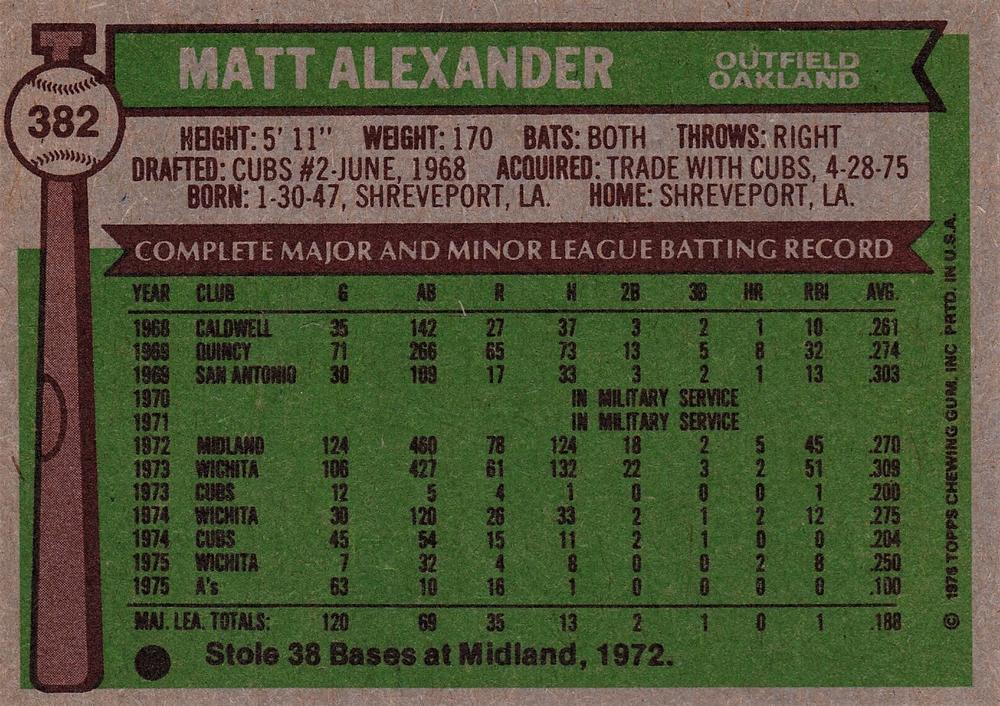 382
MATT ALEXANDER
OUTFIELD
OAKLAND
HEIGHT: 5' 11" WEIGHT: 170 BATS: BOTH THROWS: RIGHT
DRAFTED: CUBS #2-JUNE, 1968 ACQUIRED: TRADE WITH CUBS, 4-28-75
BORN: 1-30-47, SHREVEPORT, LA. HOME: SHREVEPORT, LA.
COMPLETE MAJOR AND MINOR LEAGUE BATTING RECORD
YEAR CLUB G AB R H 2B 3B HR RBI AVG.
1968 CALDWELL 35 142 27 37 3 2 1 10 .261
1969 QUINCY 71 266 65 73 13 5 8 32 .274
1969 SAN ANTONIO 30 109 17 33 3 2 1 13 .303
1970 IN MILITARY SERVICE
1971 IN MILITARY SERVICE
1972 MIDLAND 124 460 78 124 18 2 5 45 .270
1973 WICHITA 106 427 61 132 22 3 2 51 .309
1973 CUBS 12 5 4 1 0 0 0 1 .200
1974 WICHITA 30 120 26 33 2 1 2 12 .275
1974 CUBS 45 54 15 11 2 1 0 0 .204
1975 WICHITA 7 32 4 8 0 0 2 8 .250
1975 A's 63 10 16 1 0 0 0 0 .100
MAJ. LEA. TOTALS: 120 69 35 13 2 1 0 1 .188
Stole 38 Bases at Midland, 1972.
© 1976 TOPPS CHEWING GUM, INC PRTD. IN U.S.A.